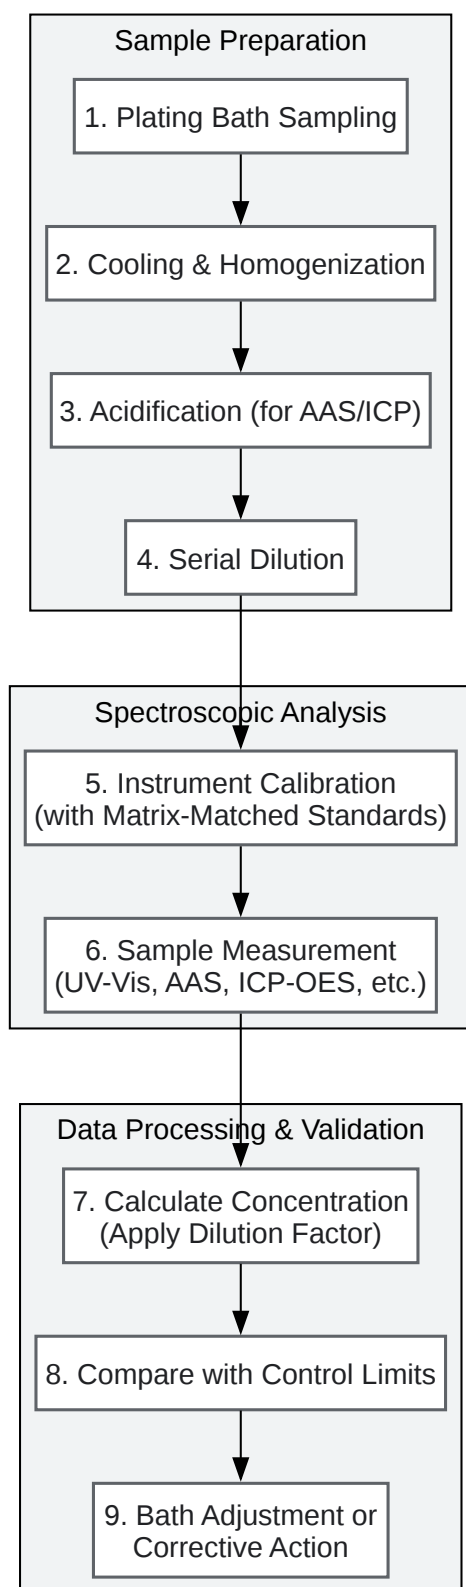 Sample Preparation
1. Plating Bath Sampling
2. Cooling & Homogenization
3. Acidification (for AAS/ICP)
4. Serial Dilution
Spectroscopic Analysis
5. Instrument Calibration
(with Matrix-Matched Standards)
6. Sample Measurement
(UV-Vis, AAS, ICP-OES, etc.)
Data Processing & Validation
7. Calculate Concentration
(Apply Dilution Factor)
8. Compare with Control Limits
9. Bath Adjustment or
Corrective Action